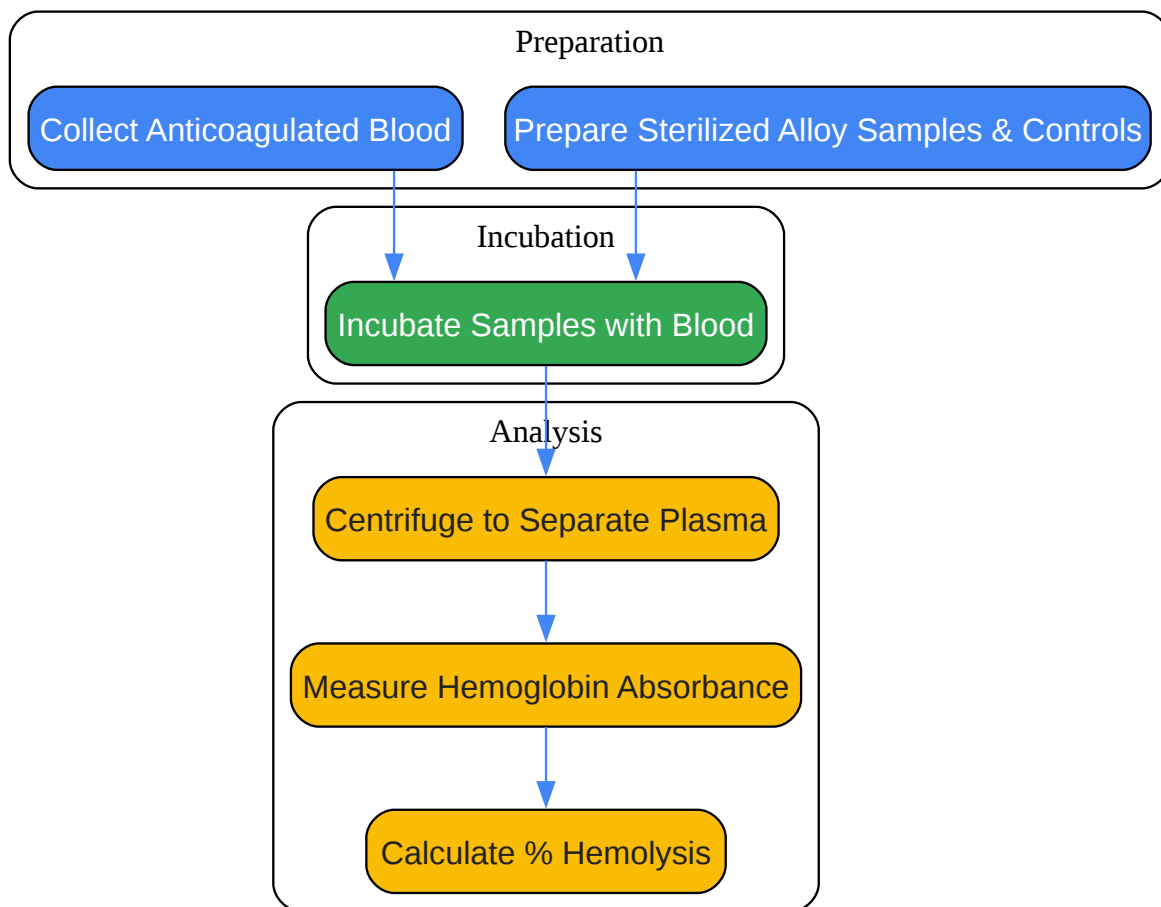 Preparation
Collect Anticoagulated Blood
Prepare Sterilized Alloy Samples & Controls
Incubation
Incubate Samples with Blood
Analysis
Centrifuge to Separate Plasma
Measure Hemoglobin Absorbance
Calculate % Hemolysis